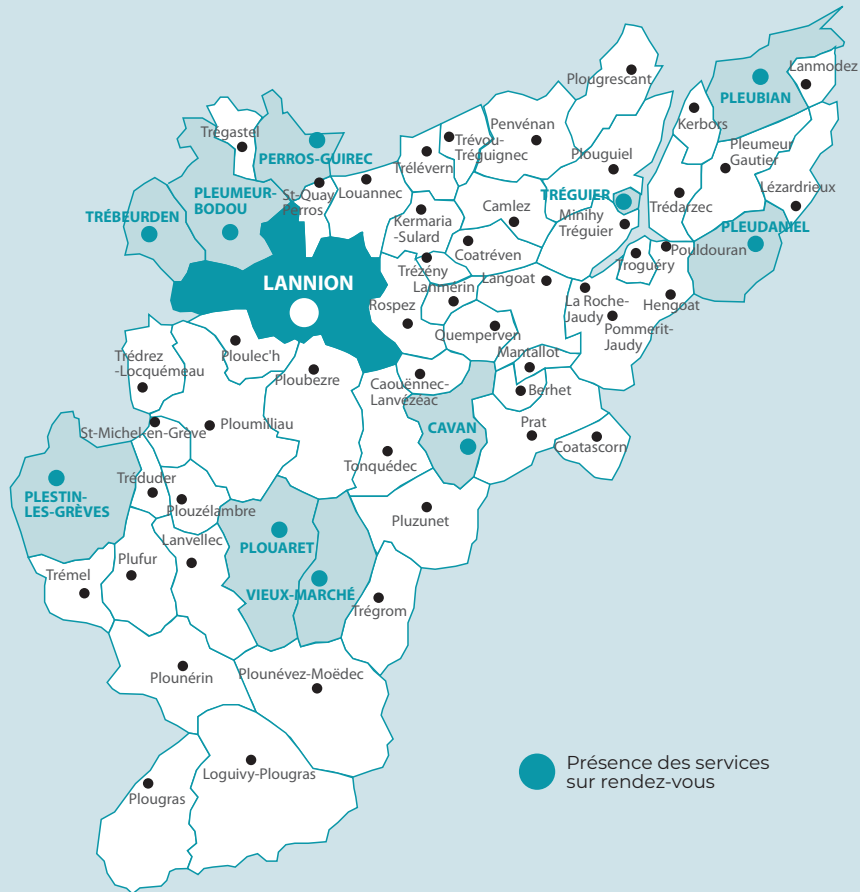 Plougrescant
Lanmodez
PLEUBIAN
Kerbors
Trégastel
Penvénan
Trévou-
Tréguignec
PERROS-GUIREC
Trélévern
Plouguiel
Pleumeur
Gautier
PLEUMEUR-
BODOU
St-Quay
Perros
Louannec
TRÉGUIER
Trédarzec
Lézardrieux
TRÉBEURDEN
Kermaria
-Sulard
Camlez
Minihy
Tréguier
PLEUDANIEL
Coatréven
Pouldouran
Trézény
Troguéry
LANNION
Lanmérin
Langoat
Rospez
La Roche-
Jaudy
Hengoat
Quemperven
Pommerit-
Jaudy
Ploulec'h
Mantallot
Trédrez
-Locquémeau
Ploubezre
Caouënnec-
Lanvézéac
Berhet
Ploumilliau
CAVAN
Prat
St-Michel-en-Grève
Coatascorn
Tonquédec
Tréduder
PLESTIN-
LES-GRÈVES
Plouzélambre
Pluzunet
Lanvellec
PLOUARET
Plufur
Trémel
VIEUX-MARCHÉ
Trégrom
Plounérin
Plounévez-Moëdec
Loguivy-Plougras
Plougras
Présence des services
sur rendez-vous